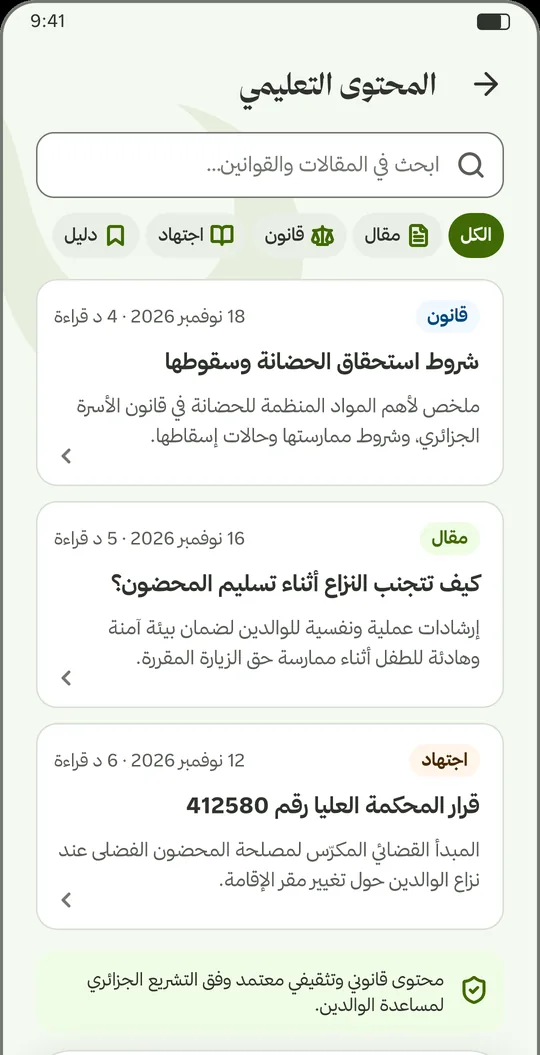 9:41
المحتوى التعليمي
ابحث في المقالات والقوانين...
الكل
مقال
قانون
اجتهاد
دليل
قانون
18 نوفمبر 2026 · 4 د قراءة
شروط استحقاق الحضانة وسقوطها
ملخص لأهم المواد المنظمة للحضانة في قانون الأسرة
الجزائري، وشروط ممارستها وحالات إسقاطها.
مقال
16 نوفمبر 2026 · 5 د قراءة
كيف تتجنب النزاع أثناء تسليم المحضون؟
إرشادات عملية ونفسية للوالدين لضمان بيئة آمنة
وهادئة للطفل أثناء ممارسة حق الزيارة المقررة.
اجتهاد
12 نوفمبر 2026 · 6 د قراءة
قرار المحكمة العليا رقم 412580
المبدأ القضائي المكرّس لمصلحة المحضون الفضلى عند
نزاع الوالدين حول تغيير مقر الإقامة.
محتوى قانوني وتثقيفي معتمد وفق التشريع الجزائري
لمساعدة الوالدين.